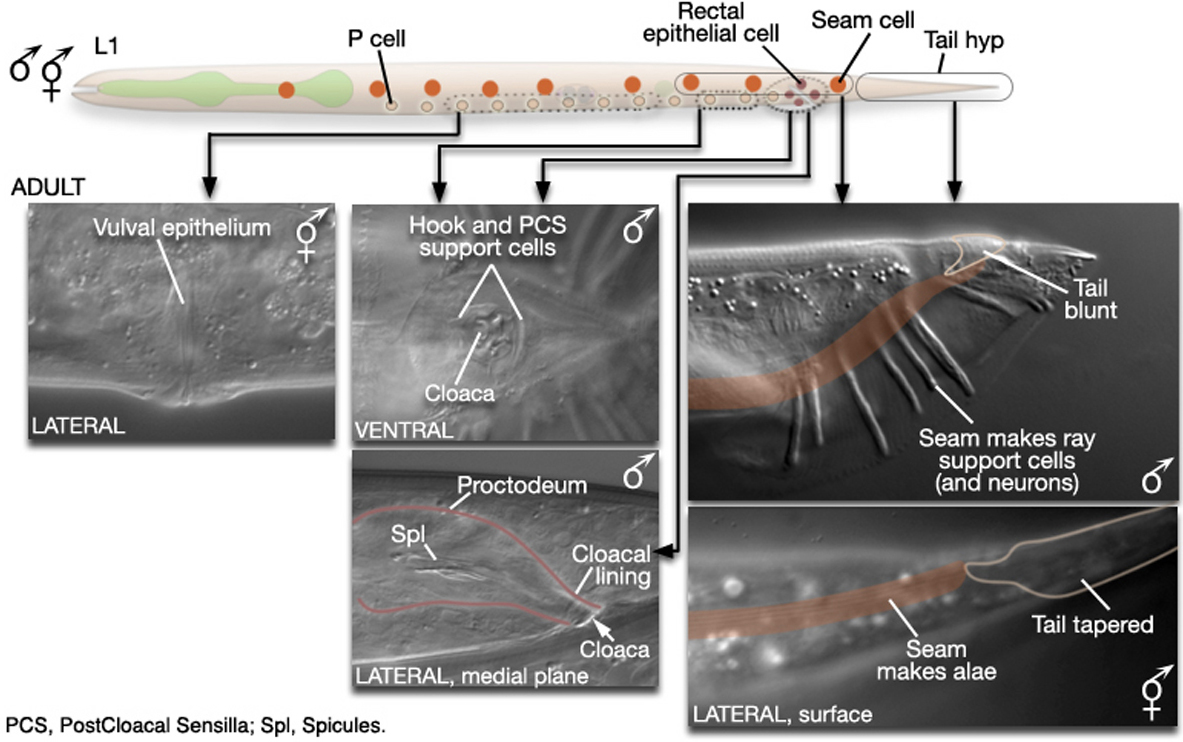 L1
P cell
Rectal
epithelial cell
Seam cell
Tail hyp
ADULT
Vulval epithelium
LATERAL
Hook and PCS
support cells
Cloaca
VENTRAL
Proctodeum
Spl
Cloacal
lining
Cloaca
LATERAL, medial plane
Tail
blunt
Seam makes ray
support cells
(and neurons)
Seam
makes alae
Tail tapered
LATERAL, surface
PCS, PostCloacal Sensilla; Spl, Spicules.